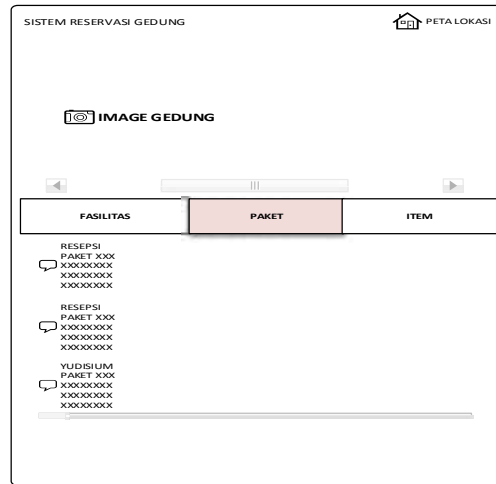 SISTEM RESERVASI GEDUNG
PETA LOKASI
IMAGE GEDUNG
FASILITAS
PAKET
ITEM
RESEPSI
PAKET XXX
XXXXXXXX
XXXXXXXX
XXXXXXXX
RESEPSI
PAKET XXX
XXXXXXXX
XXXXXXXX
XXXXXXXX
YUDISIUM
PAKET XXX
XXXXXXXX
XXXXXXXX
XXXXXXXX